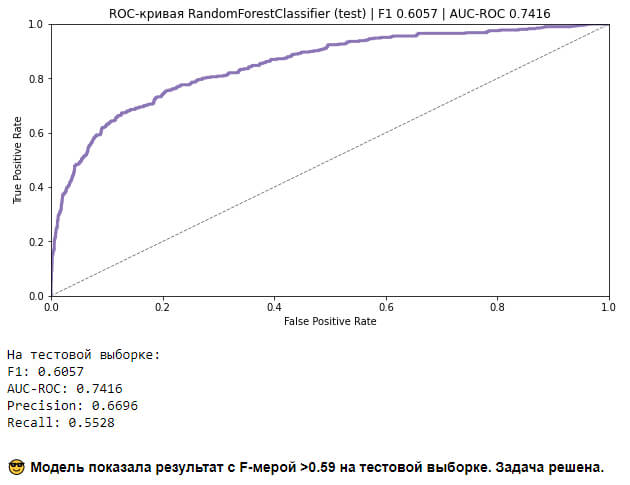 ROC-кривая RandomForestClassifier (test) | F1 0.6057 | AUC-ROC 0.7416
1.0
0.8
0.6
0.4
0.2
0.0
True Positive Rate
0.0 0.2 0.4 0.6 0.8 1.0
False Positive Rate
На тестовой выборке:
F1: 0.6057
AUC-ROC: 0.7416
Precision: 0.6696
Recall: 0.5528
😎 Модель показала результат с F-мерой >0.59 на тестовой выборке. Задача решена.